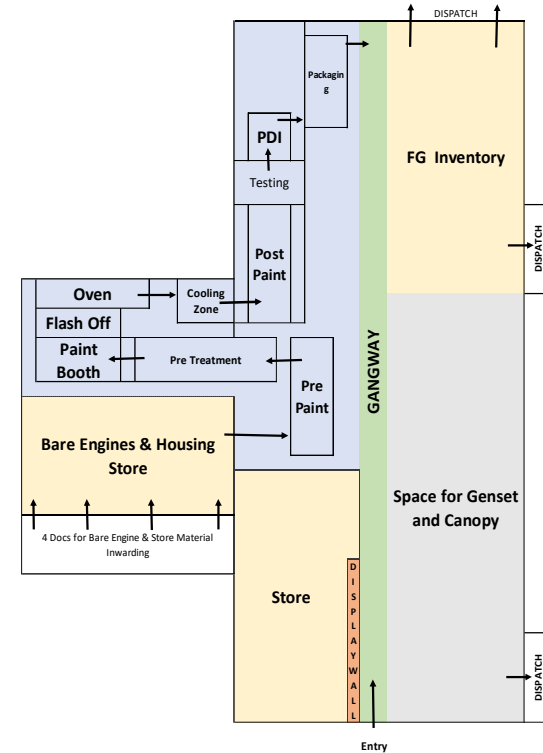 DISPATCH
Packagin
g
PDI
FG Inventory
Testing
DISPATCH
Post
Paint
Oven
Cooling
Zone
Flash Off
Paint
Booth
Pre Treatment
Pre
Paint
GANGWAY
Bare Engines & Housing
Store
Space for Genset
and Canopy
4 Docs for Bare Engine & Store Material
Inwarding
Store
D
I
S
P
L
A
Y
W
A
L
L
DISPATCH
Entry